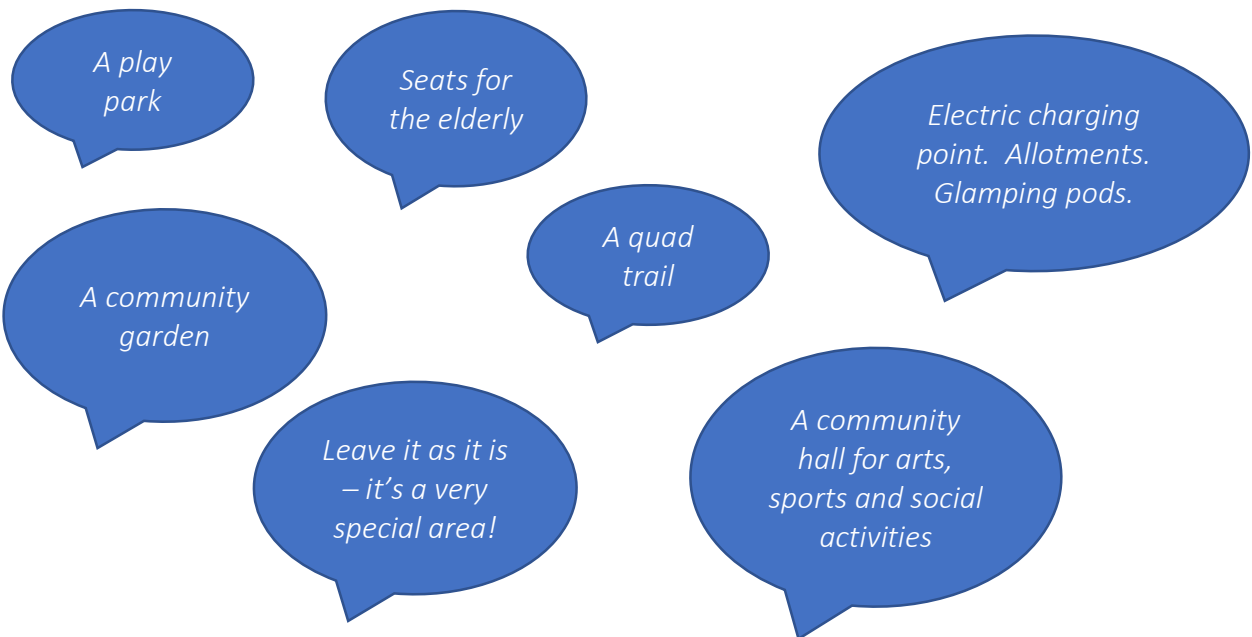 A play
park
Seats for
the elderly
Electric charging
point.  Allotments.
Glamping pods.
A quad
trail
A community
garden
Leave it as it is
– it’s a very
special area!
A community
hall for arts,
sports and social
activities